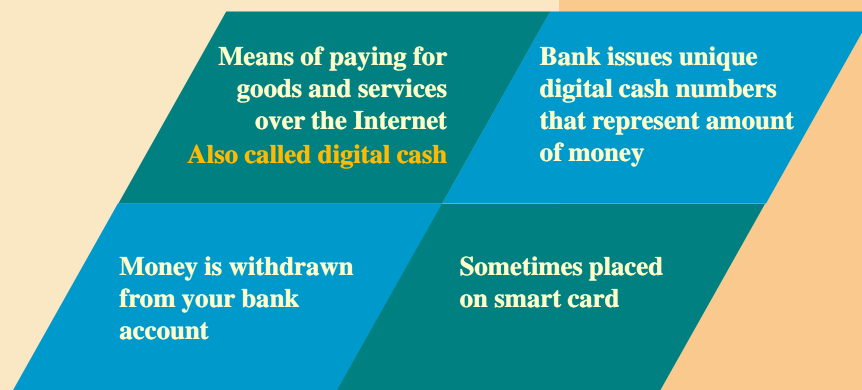 Means of paying for
goods and services
over the Internet
Also called digital cash
Bank issues unique
digital cash numbers
that represent amount
of money
Money is withdrawn
from your bank
account
Sometimes placed
on smart card